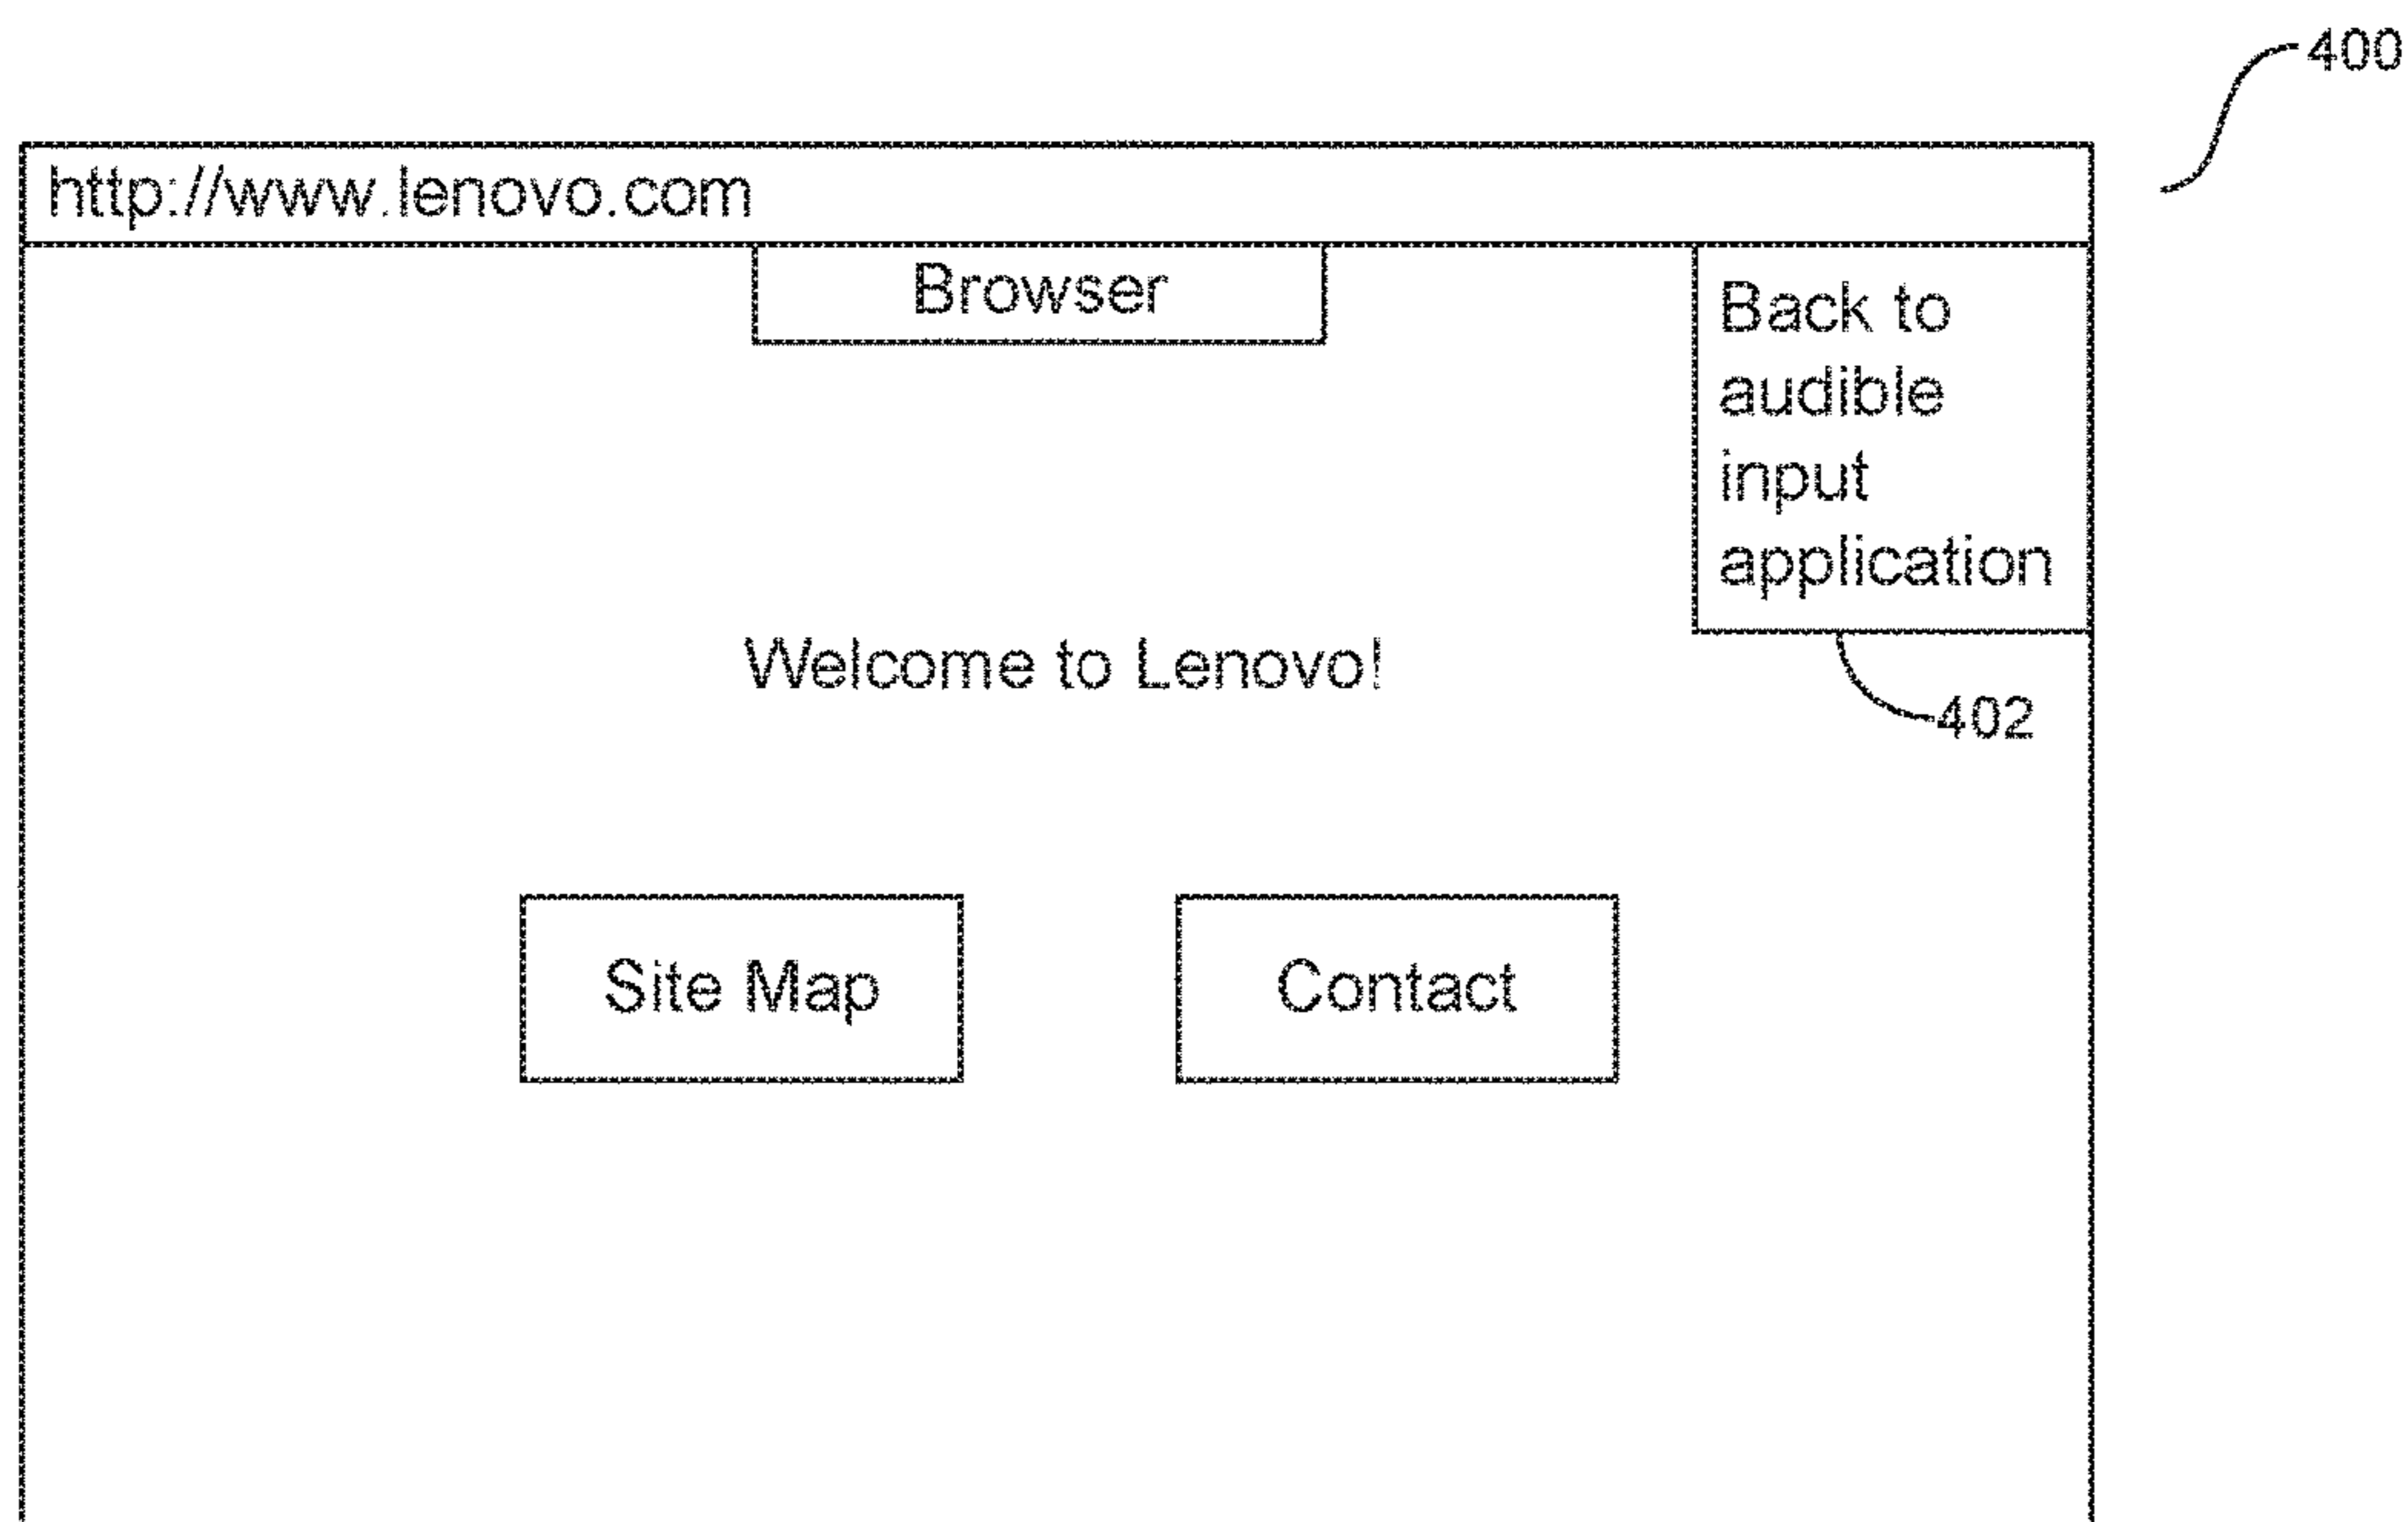 400
http://www.lenovo.com
Browser
Back to
audible
input
application
Welcome to Lenovo!
402
Site Map
Contact